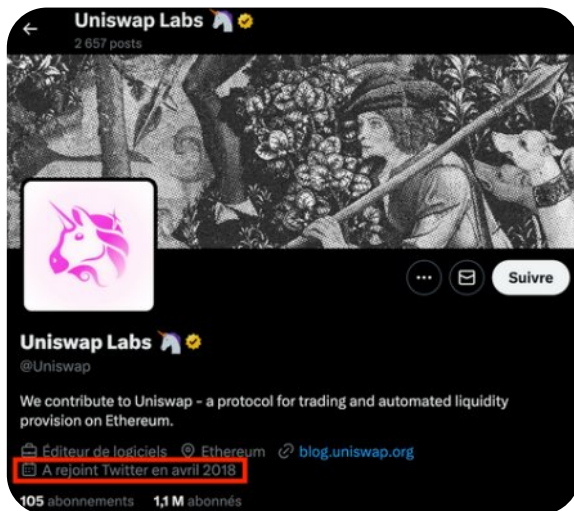 Uniswap Labs 🦄
2 657 posts
Suivre
Uniswap Labs 🦄
@Uniswap
We contribute to Uniswap - a protocol for trading and automated liquidity
provision on Ethereum.
Éditeur de logiciels Ethereum blog.uniswap.org
A rejoint Twitter en avril 2018
105 abonnements 1,1 M abonnés